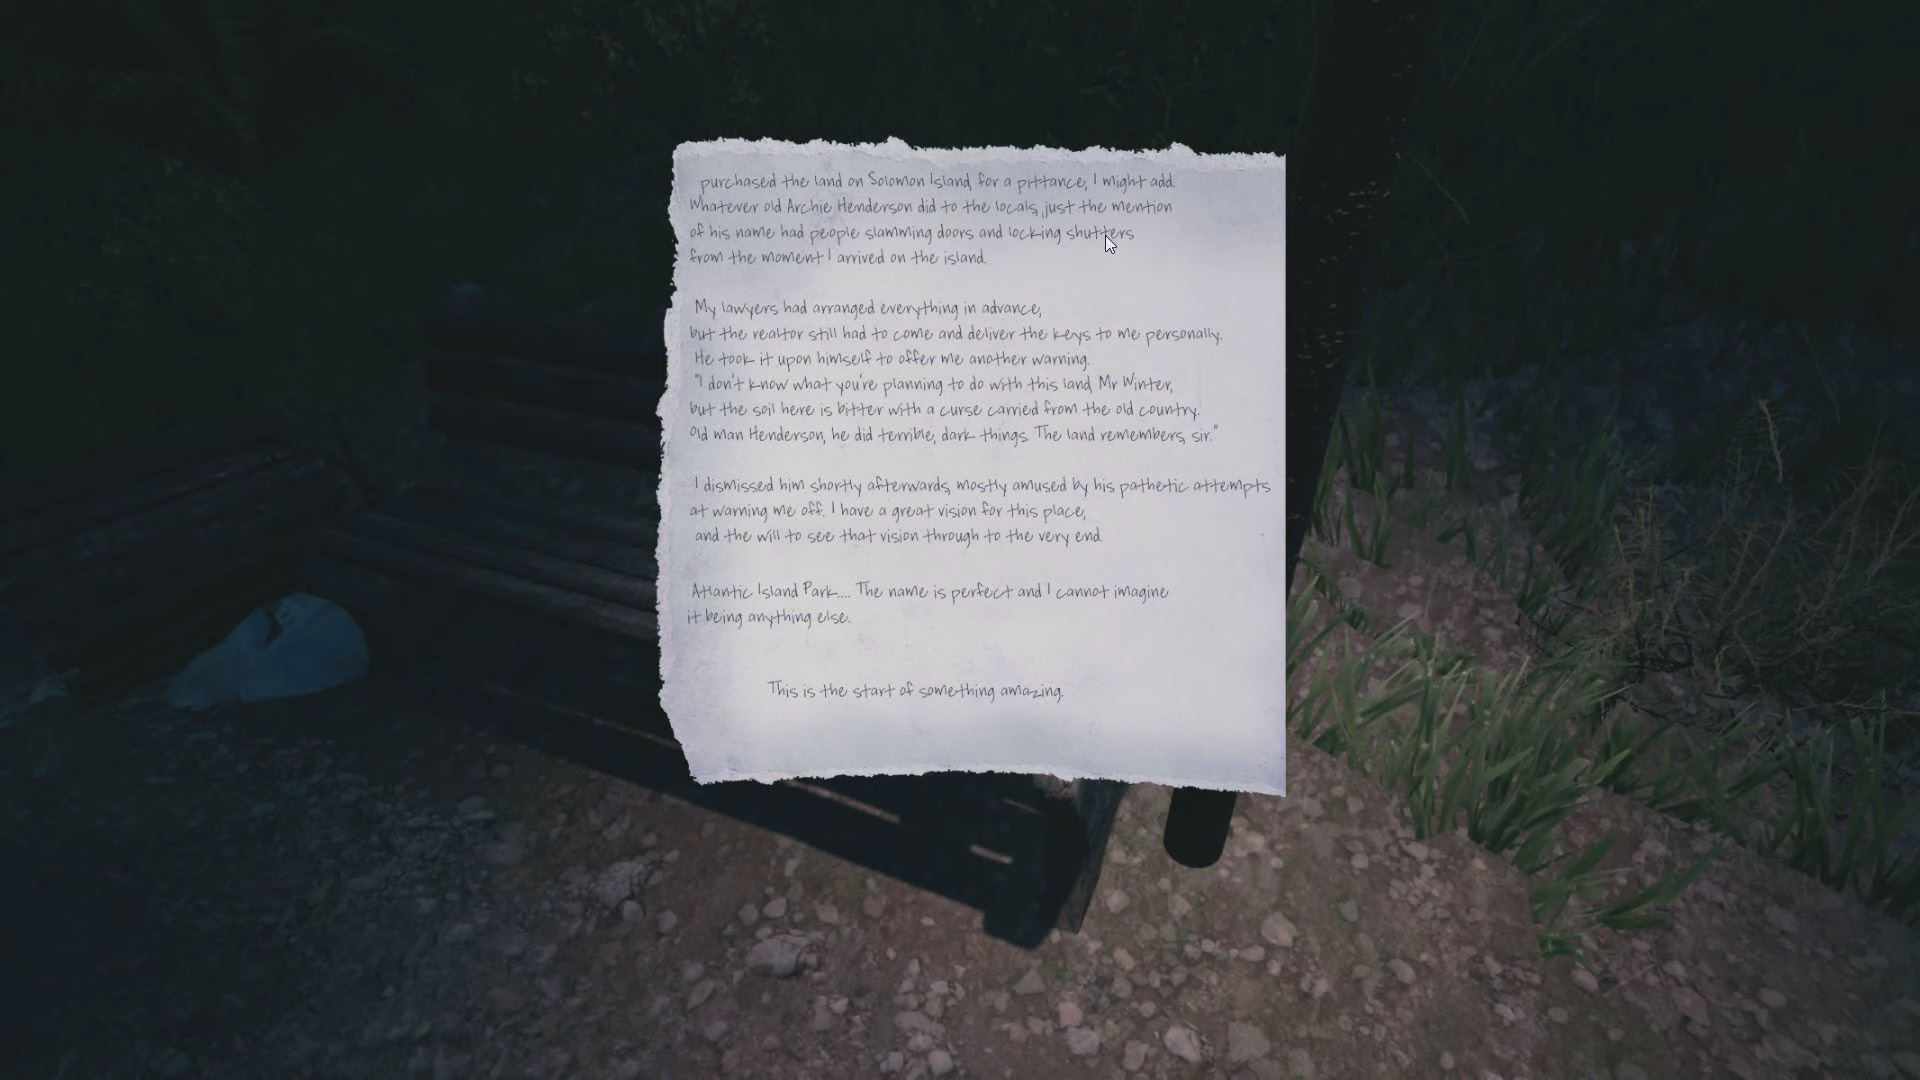 purchased the land on Solomon Island, for a pittance, I might add.
Whatever old Archie Henderson did to the locals, just the mention
of his name had people slamming doors and locking shutters
from the moment I arrived on the island.
My lawyers had arranged everything in advance,
but the realtor still had to come and deliver the keys to me personally.
He took it upon himself to offer me another warning.
"I don't know what you're planning to do with this land, Mr Winter,
but the soil here is bitter with a curse carried from the old country.
Old man Henderson, he did terrible, dark things. The land remembers, sir."
I dismissed him shortly afterwards, mostly amused by his pathetic attempts
at warning me off. I have a great vision for this place,
and the will to see that vision through to the very end.
Atlantic Island Park.... The name is perfect and I cannot imagine
it being anything else.
This is the start of something amazing.